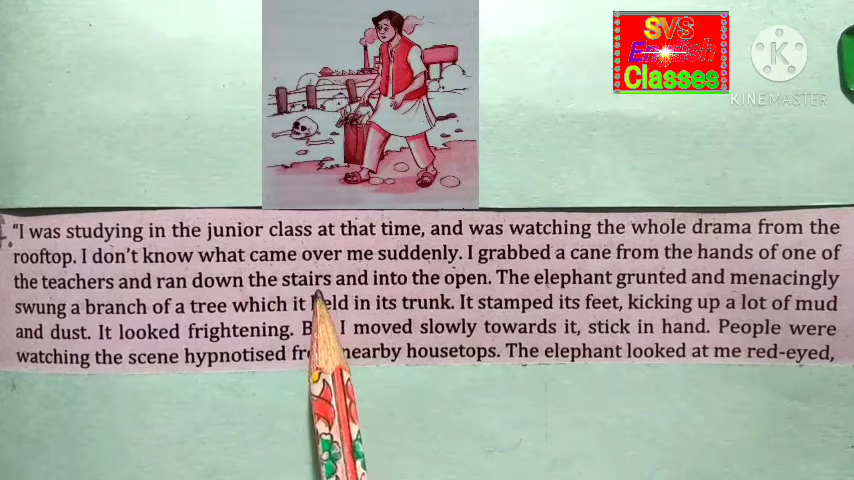 SVS
English
Classes
K
KINEMASTER
"I was studying in the junior class at that time, and was watching the whole drama from the
rooftop. I don't know what came over me suddenly. I grabbed a cane from the hands of one of
the teachers and ran down the stairs and into the open. The elephant grunted and menacingly
swung a branch of a tree which it held in its trunk. It stamped its feet, kicking up a lot of mud
and dust. It looked frightening. I moved slowly towards it, stick in hand. People were
watching the scene hypnotised nearby housetops. The elephant looked at me red-eyed,